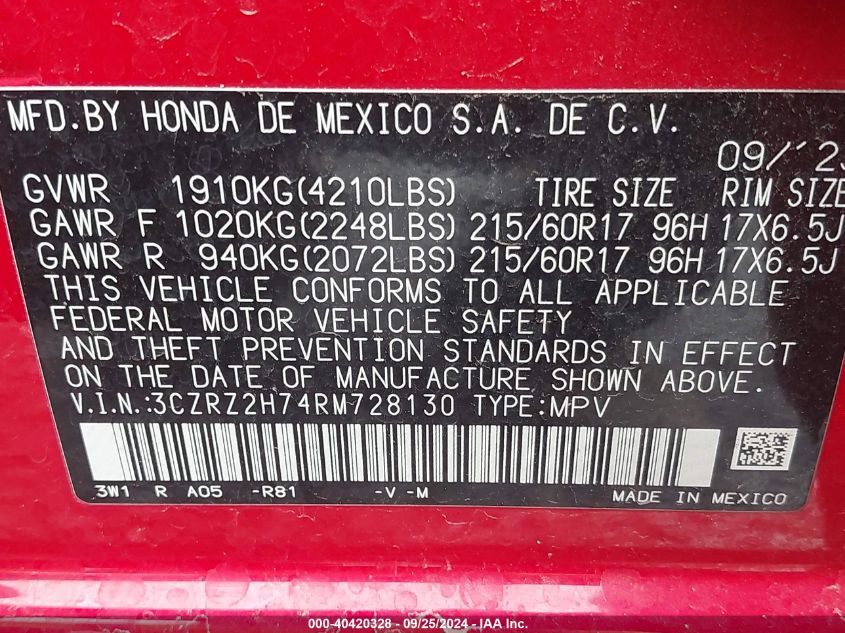 MFD.BY HONDA DE MEXICO S.A. DE C.V.
GVWR 1910KG(4210LBS) TIRE SIZE RIM SIZE
GAWR F 1020KG(2248LBS) 215/60R17 96H 17X6.5J
GAWR R 940KG(2072LBS) 215/60R17 96H 17X6.5J
THIS VEHICLE CONFORMS TO ALL APPLICABLE
FEDERAL MOTOR VEHICLE SAFETY
AND THEFT PREVENTION STANDARDS IN EFFECT
ON THE DATE OF MANUFACTURE SHOWN ABOVE.
V.I.N.:3CZRZ2H74RM728130 TYPE:MPV
3W1 R A05 -R81 -V -M MADE IN MEXICO
000-40420328 - 09/25/2024 - IAA Inc.